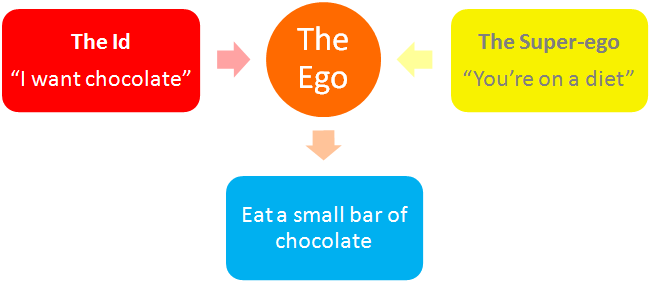 The Id
“I want chocolate”
The
Ego
The Super-ego
“You’re on a diet”
Eat a small bar of
chocolate